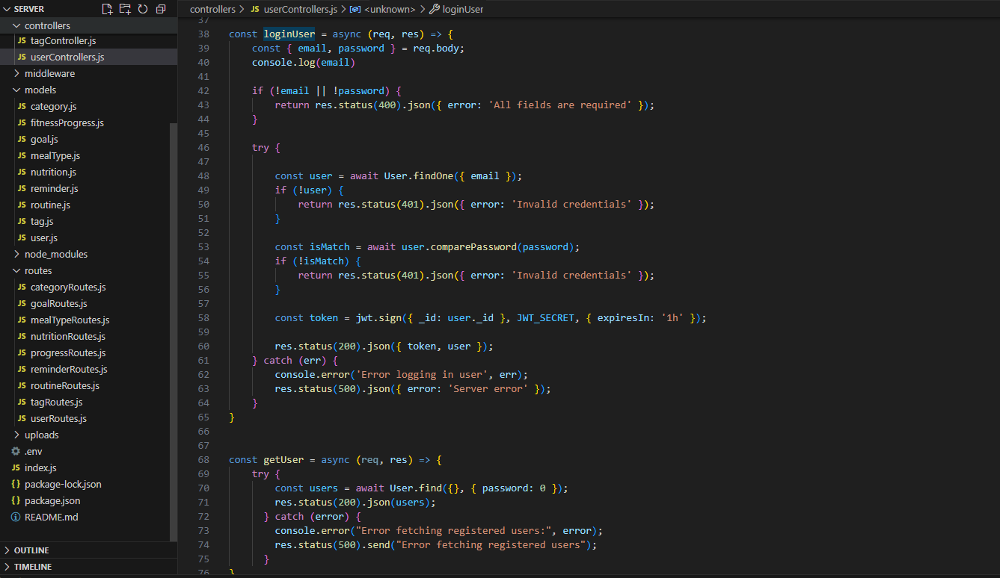 SERVER
controllers
JS tagController.js
JS userControllers.js
middleware
models
JS category.js
JS fitnessProgress.js
JS goal.js
JS mealType.js
JS nutrition.js
JS reminder.js
JS routine.js
JS tag.js
JS user.js
node_modules
routes
JS categoryRoutes.js
JS goalRoutes.js
JS mealTypeRoutes.js
JS nutritionRoutes.js
JS progressRoutes.js
JS reminderRoutes.js
JS routineRoutes.js
JS tagRoutes.js
JS userRoutes.js
uploads
.env
JS index.js
{} package-lock.json
{} package.json
README.md
OUTLINE
TIMELINE
controllers > JS userControllers.js > <unknown> > loginUser
37
38 const loginUser = async (req, res) => {
39     const { email, password } = req.body;
40     console.log(email)
41
42     if (!email || !password) {
43         return res.status(400).json({ error: 'All fields are required' });
44     }
45
46     try {
47
48         const user = await User.findOne({ email });
49         if (!user) {
50             return res.status(401).json({ error: 'Invalid credentials' });
51         }
52
53         const isMatch = await user.comparePassword(password);
54         if (!isMatch) {
55             return res.status(401).json({ error: 'Invalid credentials' });
56         }
57
58         const token = jwt.sign({ _id: user._id }, JWT_SECRET, { expiresIn: '1h' });
59
60         res.status(200).json({ token, user });
61     } catch (err) {
62         console.error('Error logging in user', err);
63         res.status(500).json({ error: 'Server error' });
64     }
65 }
66
67
68 const getUser = async (req, res) => {
69     try {
70         const users = await User.find({}, { password: 0 });
71         res.status(200).json(users);
72       } catch (error) {
73         console.error("Error fetching registered users:", error);
74         res.status(500).send("Error fetching registered users");
75       }
76 }